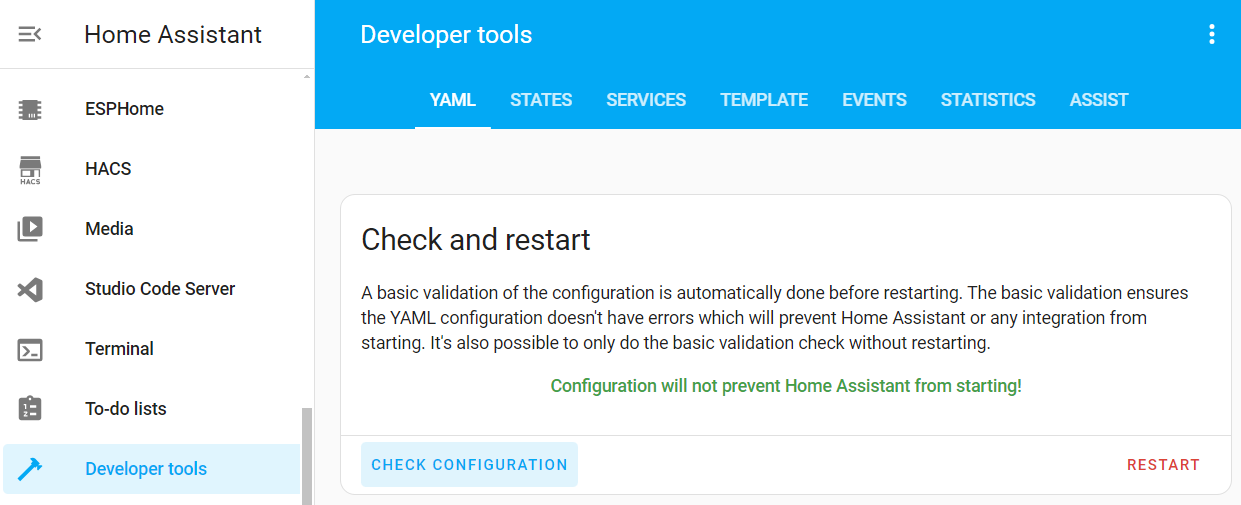 Home Assistant
ESPHome
HACS
HACS
Media
Studio Code Server
Terminal
To-do lists
Developer tools
Developer tools
YAML STATES SERVICES TEMPLATE EVENTS STATISTICS ASSIST
Check and restart
A basic validation of the configuration is automatically done before restarting. The basic validation ensures
the YAML configuration doesn't have errors which will prevent Home Assistant or any integration from
starting. It's also possible to only do the basic validation check without restarting.
Configuration will not prevent Home Assistant from starting!
CHECK CONFIGURATION RESTART